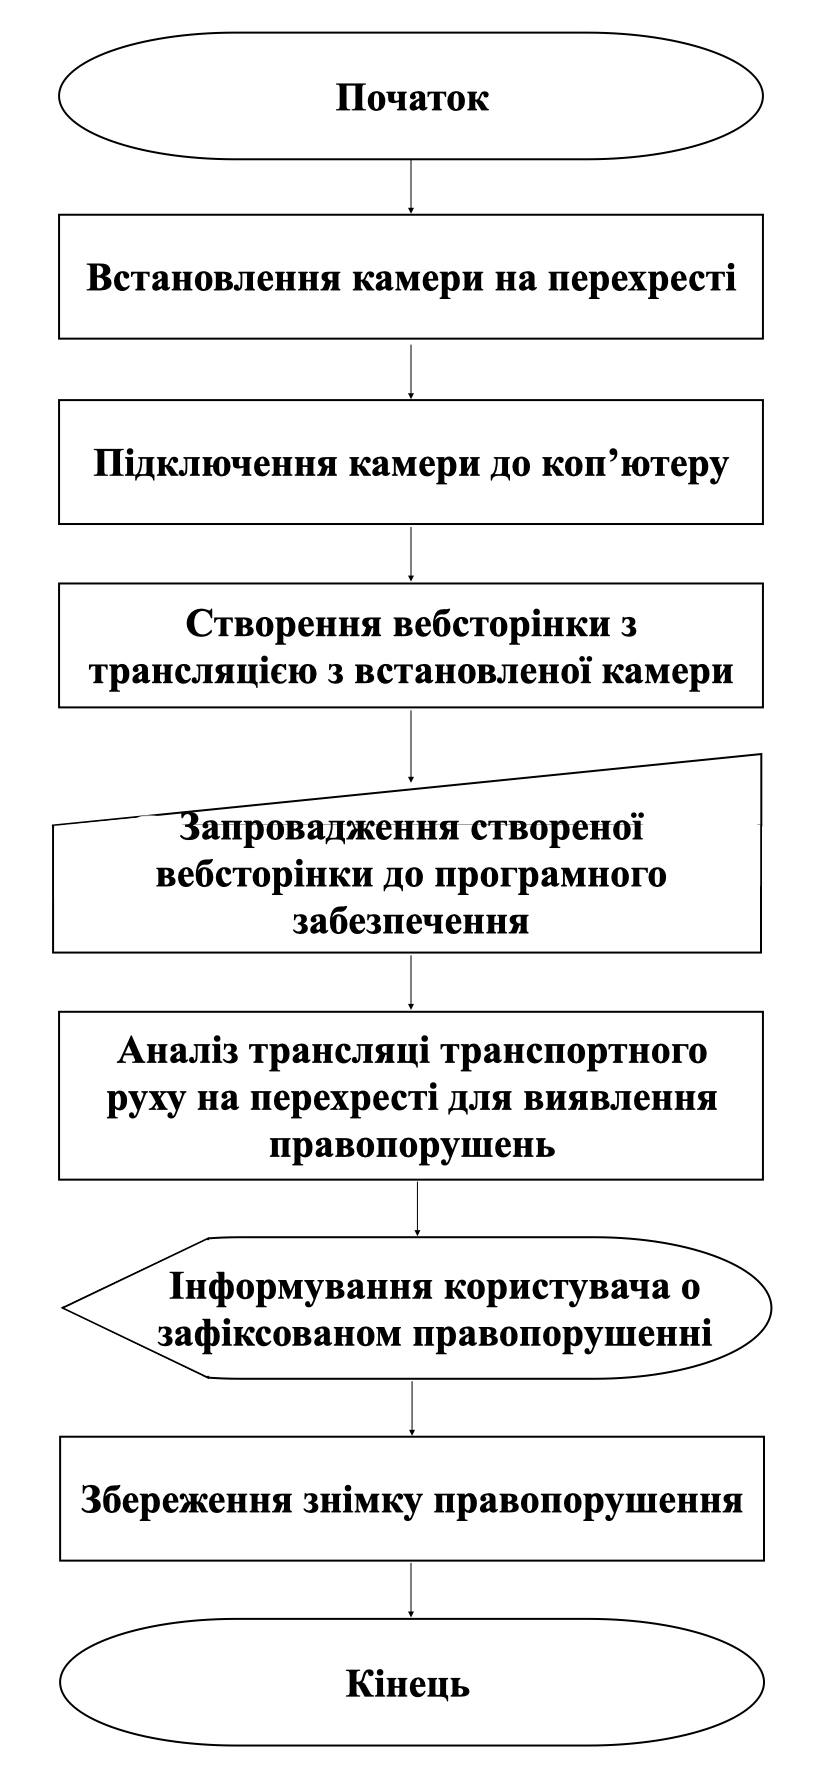 Початок
Встановлення камери на перехресті
Підключення камери до коп’ютеру
Створення вебсторінки з
трансляцією з встановленої камери
Запровадження створеної
вебсторінки до програмного
забезпечення
Аналіз трансляці транспортного
руху на перехресті для виявлення
правопорушень
Інформування користувача о
зафіксованом правопорушенні
Збереження знімку правопорушення
Кінець